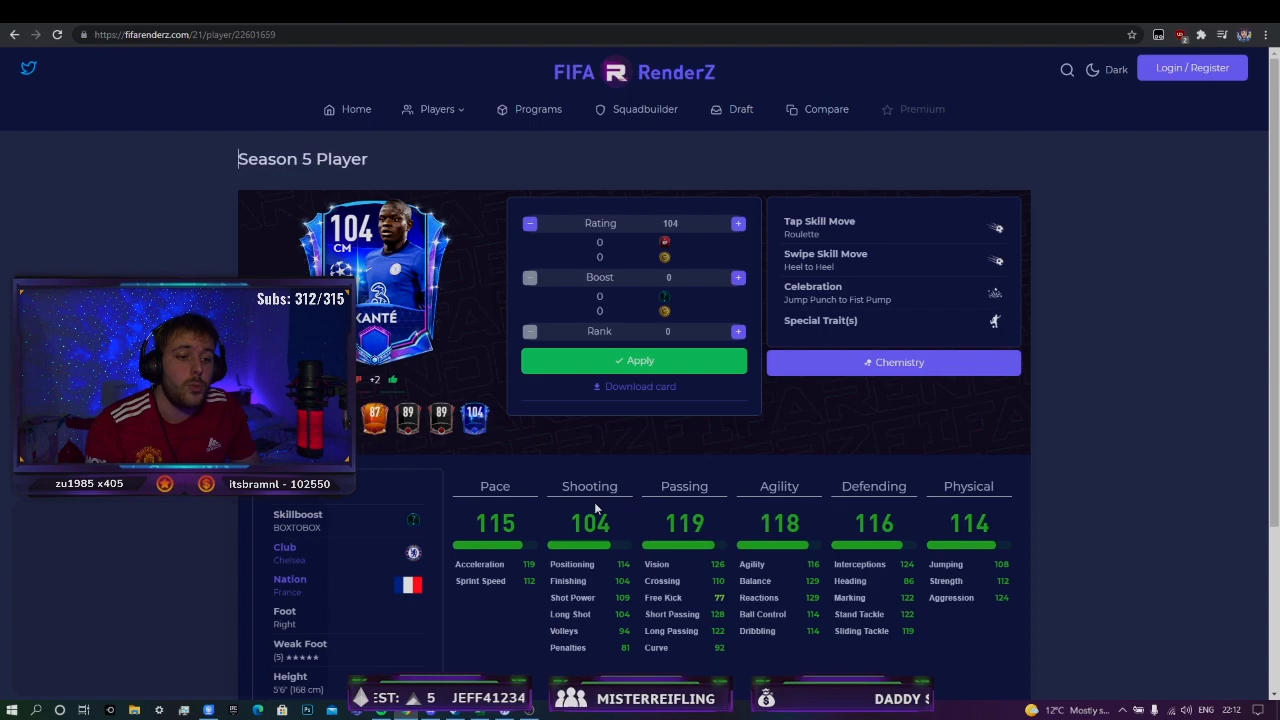 https://fifarenderz.com/21/player/22601659
2
FIFA R RenderZ
Dark
Login / Register
Home
Players
Programs
Squadbuilder
Draft
Compare
Premium
Season 5 Player
104
CM
KANTÉ
+2
87
89
89
104
Rating 104
0
0
Boost 0
0
0
Rank 0
Apply
Download card
Tap Skill Move
Roulette
Swipe Skill Move
Heel to Heel
Celebration
Jump Punch to Fist Pump
Special Trait(s)
Chemistry
Subs: 312/315
zu1985 x405
itsbramnl - 102550
Skillboost
BOXTOBOX
Club
Chelsea
Nation
France
Foot
Right
Weak Foot
(5) ★★★★★
Height
5'6" (168 cm)
Pace
115
Acceleration 119
Sprint Speed 112
Shooting
104
Positioning 114
Finishing 104
Shot Power 109
Long Shot 104
Volleys 94
Penalties 81
Passing
119
Vision 126
Crossing 110
Free Kick 77
Short Passing 128
Long Passing 122
Curve 92
Agility
118
Agility 116
Balance 129
Reactions 129
Ball Control 114
Dribbling 114
Defending
116
Interceptions 124
Heading 86
Marking 122
Stand Tackle 122
Sliding Tackle 119
Physical
114
Jumping 108
Strength 112
Aggression 124
EST: 5 JEFF41234
MISTERREIFLING
DADDY S
12°C Mostly s...
ENG 22:12